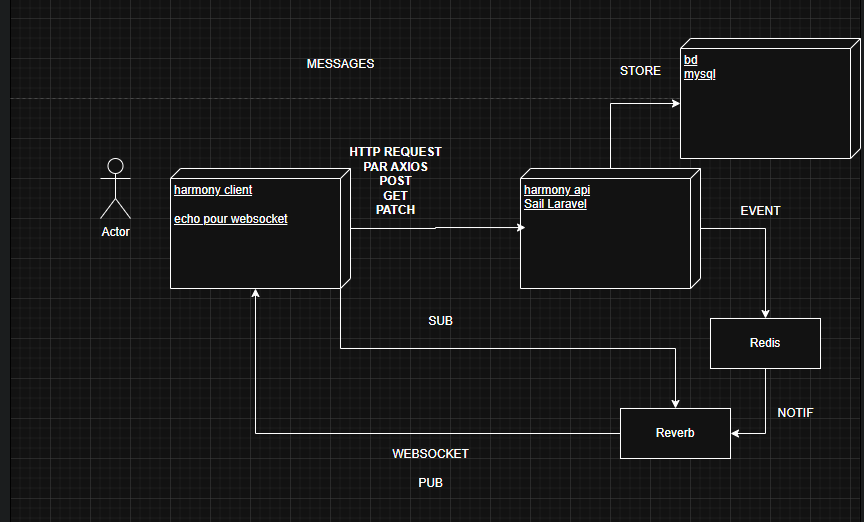 MESSAGES
STORE
bd
mysql
HTTP REQUEST
PAR AXIOS
POST
GET
PATCH
harmony client
echo pour websocket
harmony api
Sail Laravel
Actor
EVENT
SUB
Redis
NOTIF
Reverb
WEBSOCKET
PUB